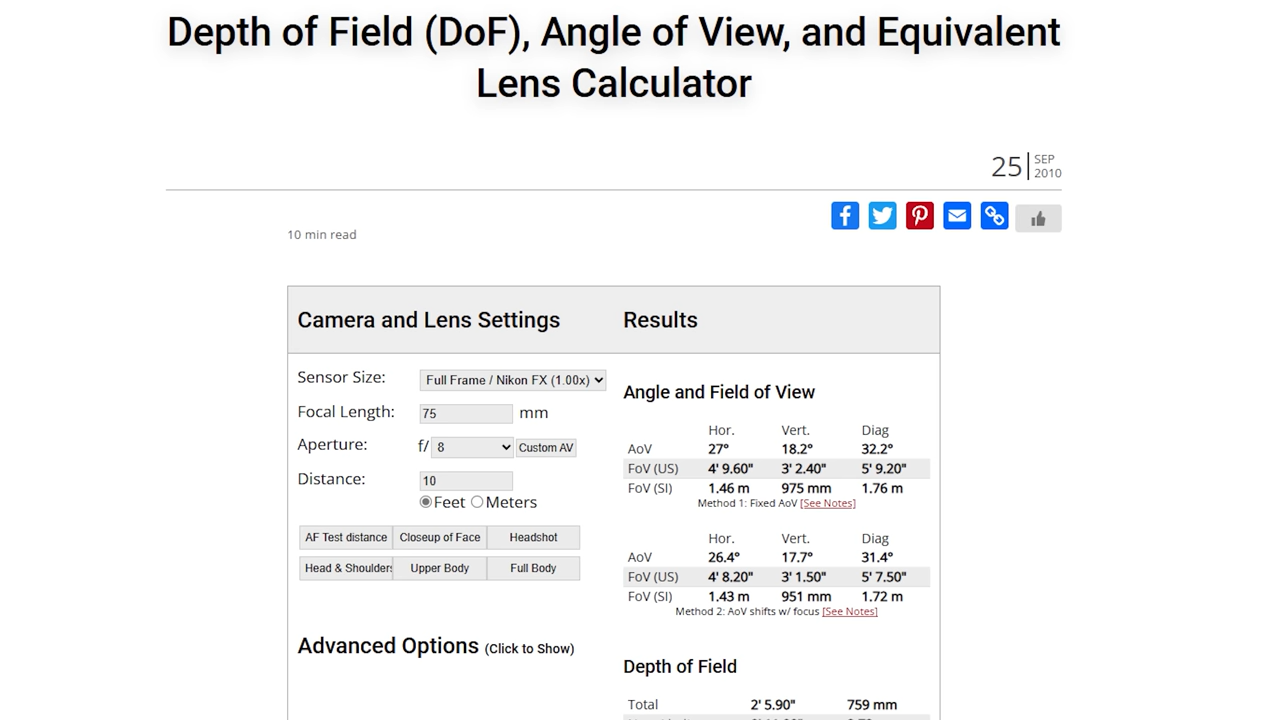 Depth of Field (DoF), Angle of View, and Equivalent
Lens Calculator
25 SEP
2010
10 min read
Camera and Lens Settings
Results
Sensor Size: Full Frame / Nikon FX (1.00x)
Focal Length: 75 mm
Aperture: f/ 8 Custom AV
Distance: 10
Feet Meters
AF Test distance Closeup of Face Headshot
Head & Shoulders Upper Body Full Body
Advanced Options (Click to Show)
Angle and Field of View
Hor. Vert. Diag
AoV 27° 18.2° 32.2°
FoV (US) 4' 9.60" 3' 2.40" 5' 9.20"
FoV (SI) 1.46 m 975 mm 1.76 m
Method 1: Fixed AoV [See Notes]
Hor. Vert. Diag
AoV 26.4° 17.7° 31.4°
FoV (US) 4' 8.20" 3' 1.50" 5' 7.50"
FoV (SI) 1.43 m 951 mm 1.72 m
Method 2: AoV shifts w/ focus [See Notes]
Depth of Field
Total 2' 5.90" 759 mm